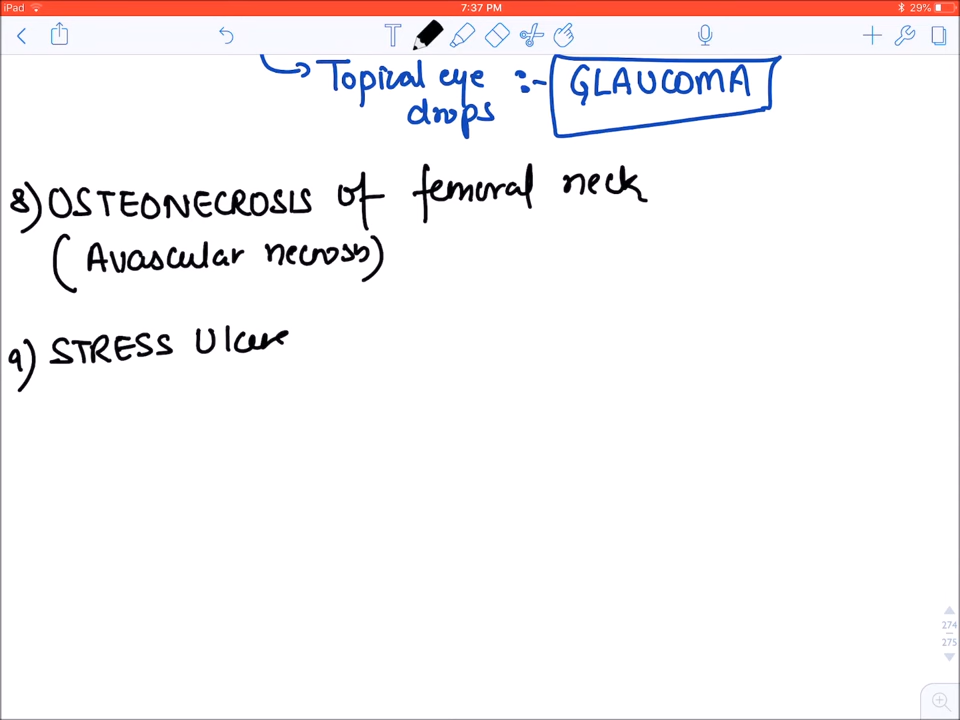 iPad 7:37 PM 29%
T
Topical eye :- GLAUCOMA
drops
8) OSTEONECROSIS of femoral neck
(Avascular necrosis)
9) STRESS Ulcer
274
275